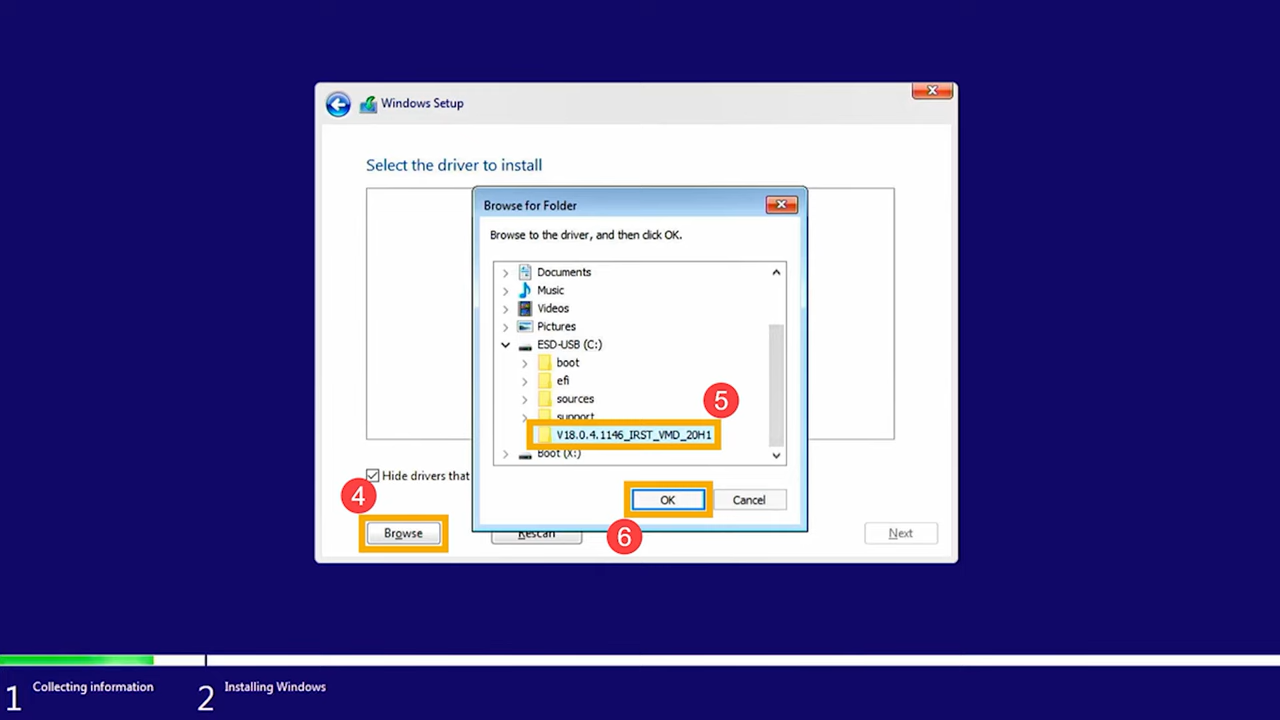 Windows Setup
Select the driver to install
Browse for Folder
Browse to the driver, and then click OK.
Documents
Music
Videos
Pictures
ESD-USB (C:)
boot
efi
sources
support
5
V18.0.4.1146_IRST_VMD_20H1
Boot (X:)
Hide drivers that
4
OK
Cancel
Browse
Rescan
6
Next
1 Collecting information
2 Installing Windows